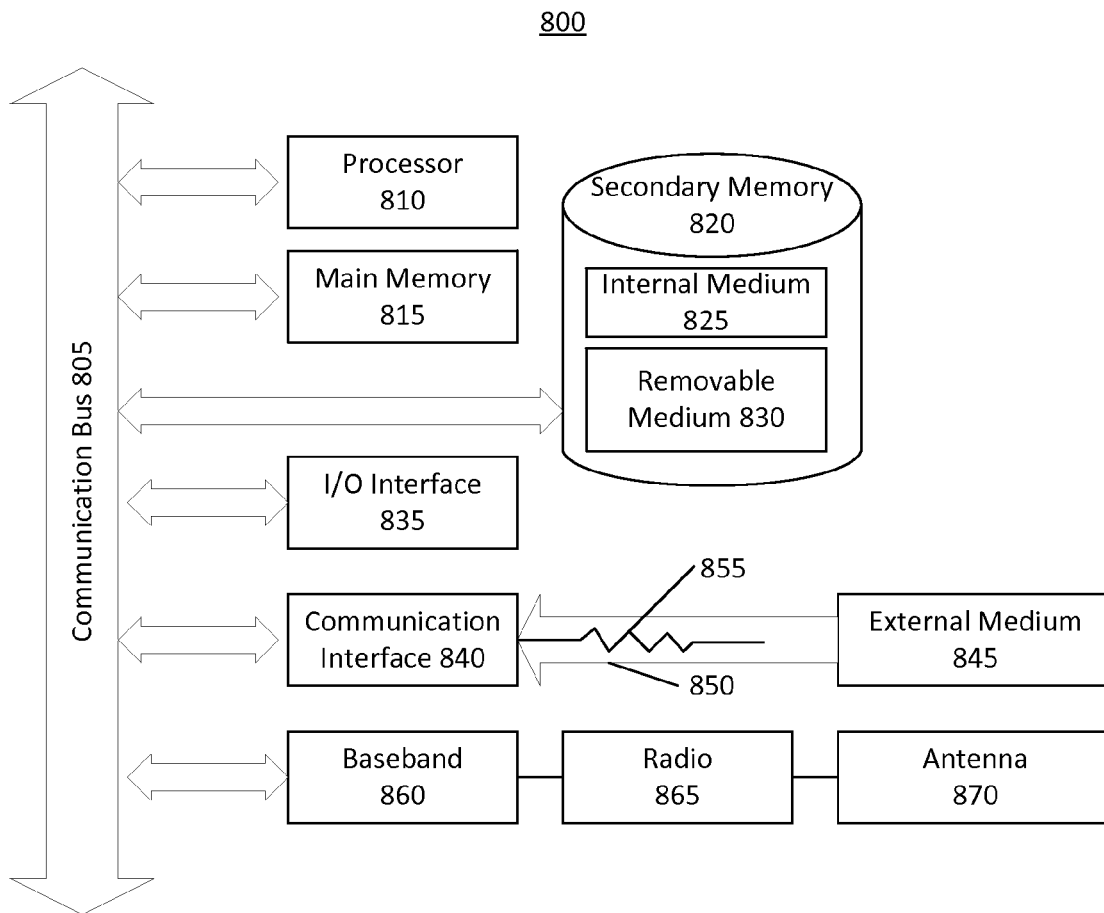 800
Communication Bus 805
Processor
810
Main Memory
815
Secondary Memory
820
Internal Medium
825
Removable
Medium 830
I/O Interface
835
855
Communication
Interface 840
850
External Medium
845
Baseband
860
Radio
865
Antenna
870